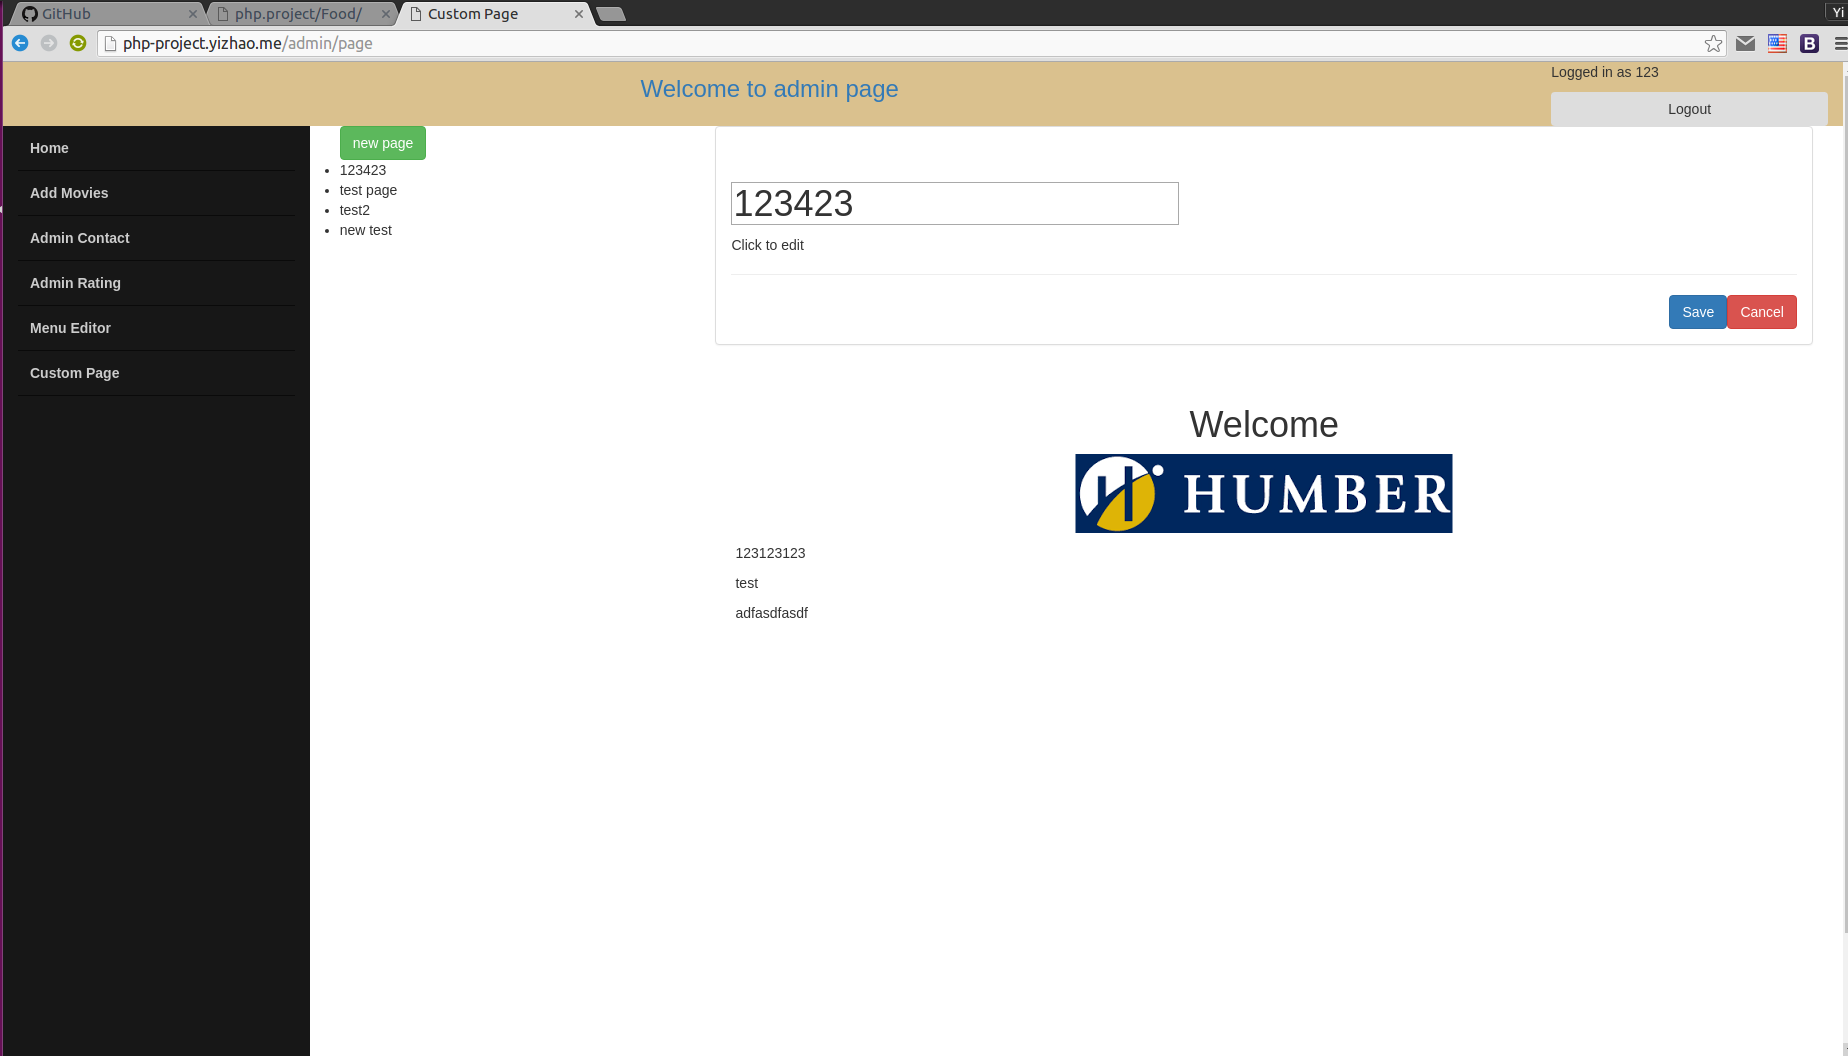 GitHub
php.project/Food/
Custom Page
Yi
php-project.yizhao.me/admin/page
B
Welcome to admin page
Logged in as 123
Logout
Home
Add Movies
Admin Contact
Admin Rating
Menu Editor
Custom Page
new page
123423
test page
test2
new test
123423
Click to edit
Save
Cancel
Welcome
HUMBER
123123123
test
adfasdfasdf